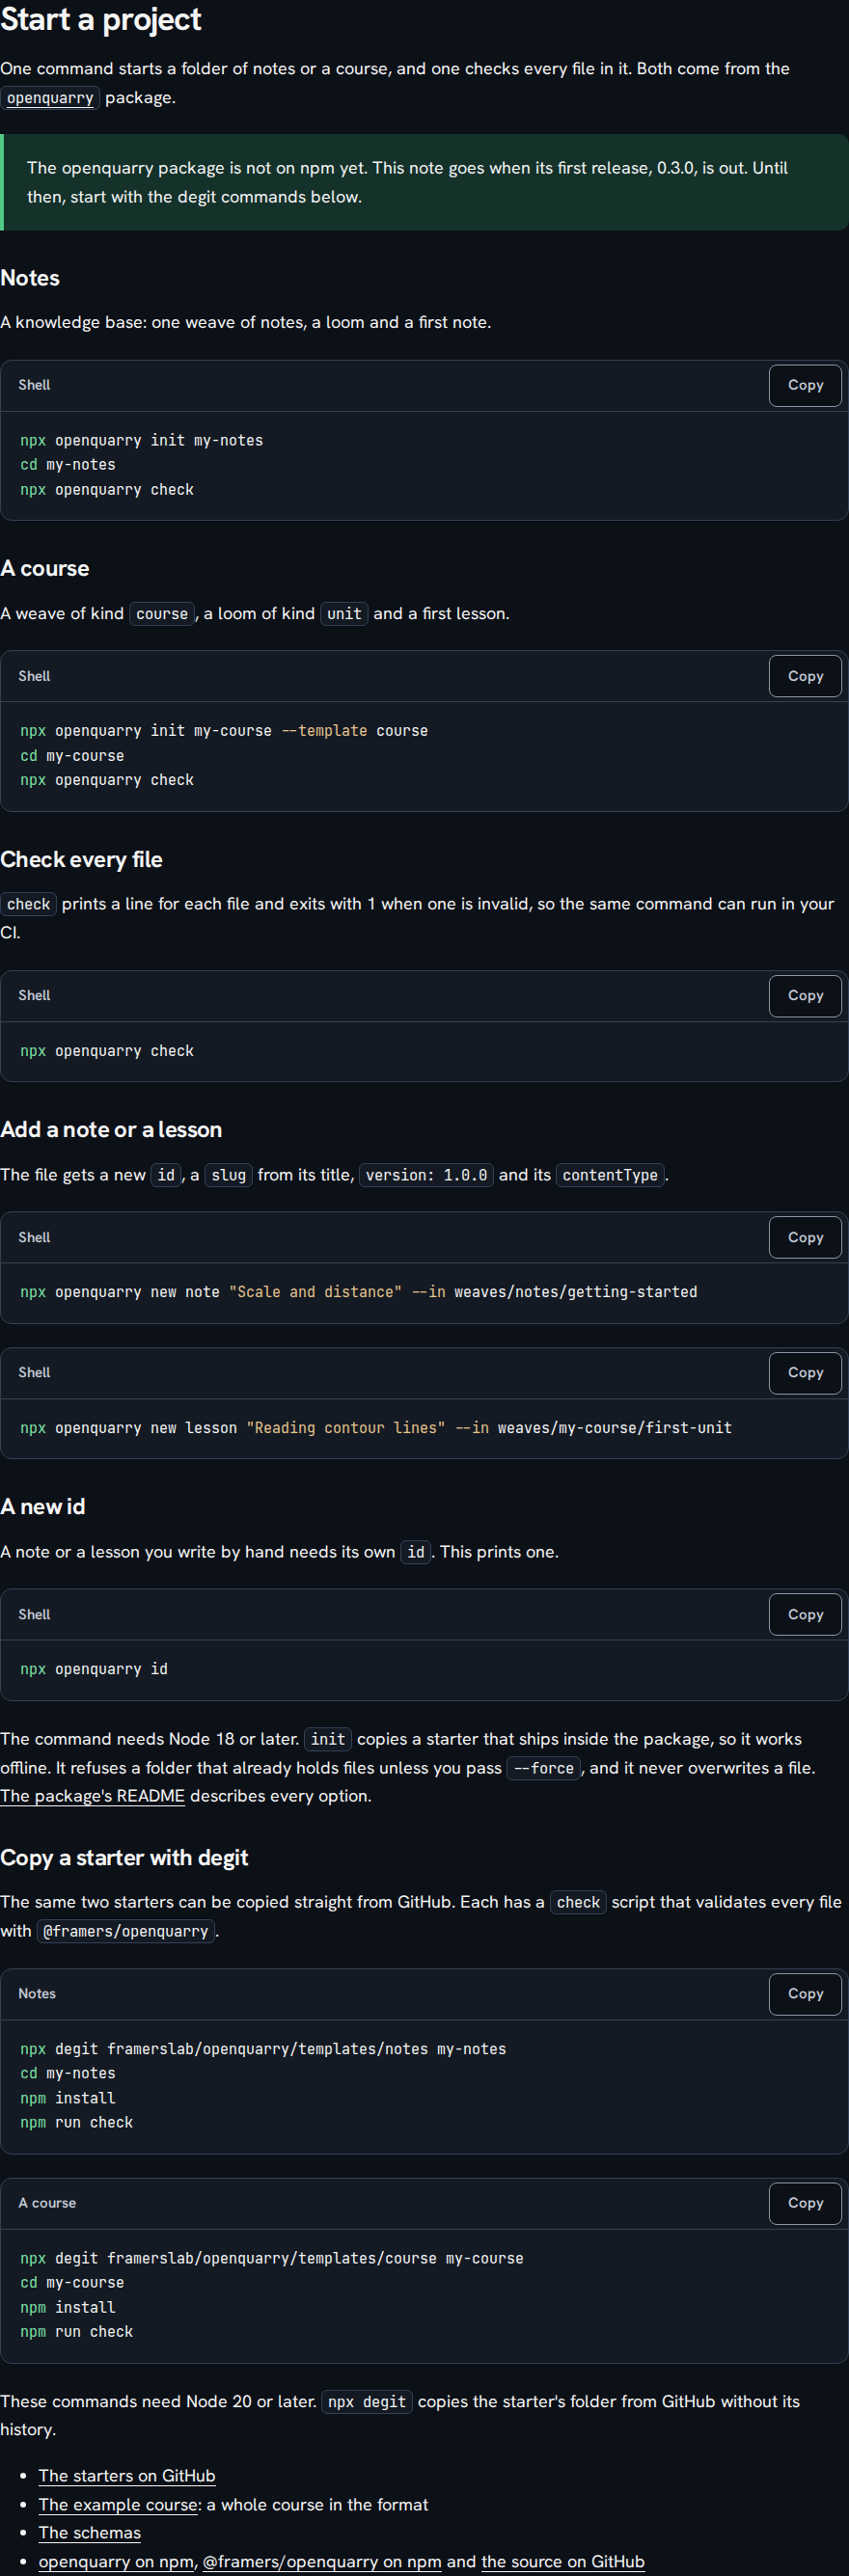 Start a project
One command starts a folder of notes or a course, and one checks every file in it. Both come from the
openquarry package.
The openquarry package is not on npm yet. This note goes when its first release, 0.3.0, is out. Until
then, start with the degit commands below.
Notes
A knowledge base: one weave of notes, a loom and a first note.
Shell
Copy
npx openquarry init my-notes
cd my-notes
npx openquarry check
A course
A weave of kind course, a loom of kind unit and a first lesson.
Shell
Copy
npx openquarry init my-course --template course
cd my-course
npx openquarry check
Check every file
check prints a line for each file and exits with 1 when one is invalid, so the same command can run in your
CI.
Shell
Copy
npx openquarry check
Add a note or a lesson
The file gets a new id, a slug from its title, version: 1.0.0 and its contentType.
Shell
Copy
npx openquarry new note "Scale and distance" --in weaves/notes/getting-started
Shell
Copy
npx openquarry new lesson "Reading contour lines" --in weaves/my-course/first-unit
A new id
A note or a lesson you write by hand needs its own id. This prints one.
Shell
Copy
npx openquarry id
The command needs Node 18 or later. init copies a starter that ships inside the package, so it works
offline. It refuses a folder that already holds files unless you pass --force, and it never overwrites a file.
The package's README describes every option.
Copy a starter with degit
The same two starters can be copied straight from GitHub. Each has a check script that validates every file
with @framers/openquarry.
Notes
Copy
npx degit framerslab/openquarry/templates/notes my-notes
cd my-notes
npm install
npm run check
A course
Copy
npx degit framerslab/openquarry/templates/course my-course
cd my-course
npm install
npm run check
These commands need Node 20 or later. npx degit copies the starter's folder from GitHub without its
history.
• The starters on GitHub
• The example course: a whole course in the format
• The schemas
• openquarry on npm, @framers/openquarry on npm and the source on GitHub